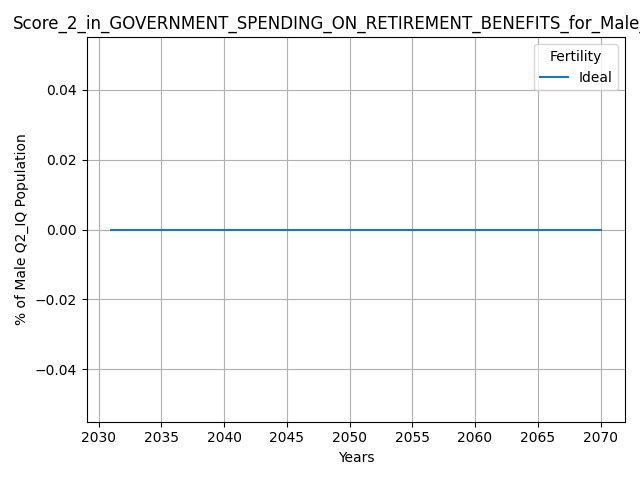 Score_2_in_GOVERNMENT_SPENDING_ON_RETIREMENT_BENEFITS_for_Male_
Fertility
Ideal
0.04
0.02
0.00
−0.02
−0.04
% of Male Q2_IQ Population
2030 2035 2040 2045 2050 2055 2060 2065 2070
Years